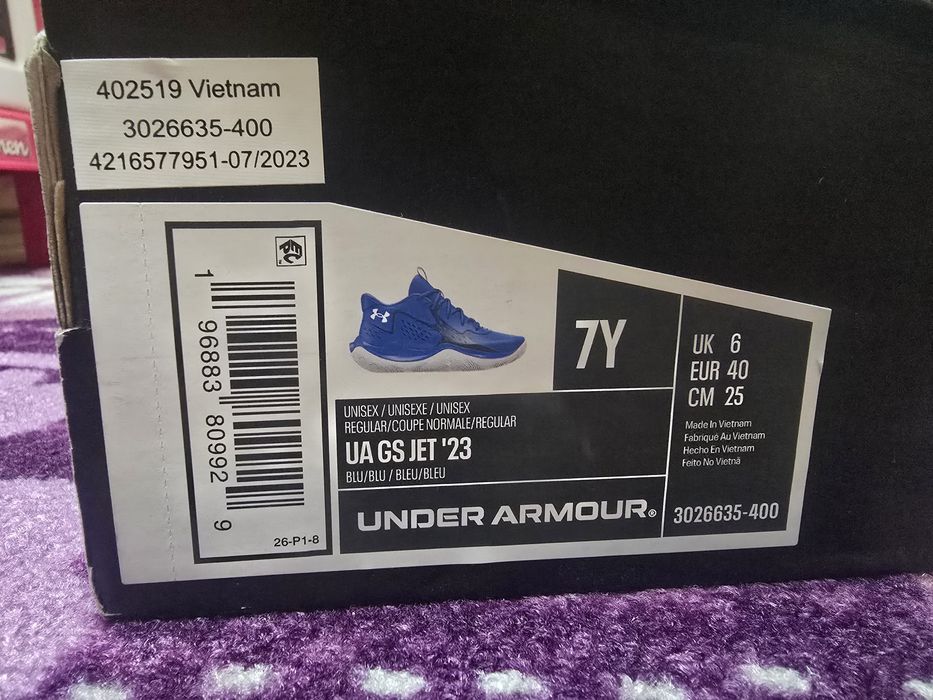 402519 Vietnam
3026635-400
4216577951-07/2023
1 96883 80992 9
26-P1-8
7Y
UK 6
EUR 40
CM 25
Made In Vietnam
Fabriqué Au Vietnam
Hecho En Vietnam
Feito No Vietnã
3026635-400
UNISEX / UNISEXE / UNISEX
REGULAR/COUPE NORMALE/REGULAR
UA GS JET '23
BLU/BLU / BLEU/BLEU
UNDER ARMOUR®